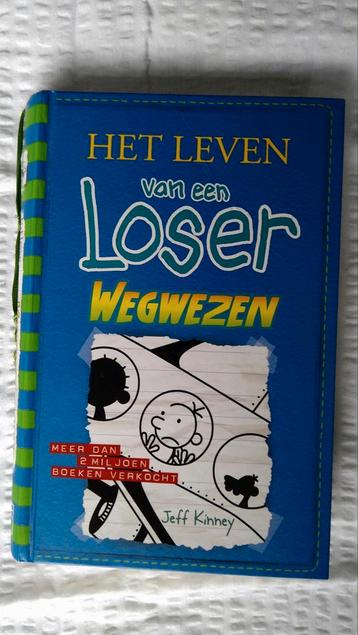 HET LEVEN
van een
LOSER
WEGWEZEN
MEER DAN
2 MILJOEN
BOEKEN VERKOCHT
Jeff Kinney